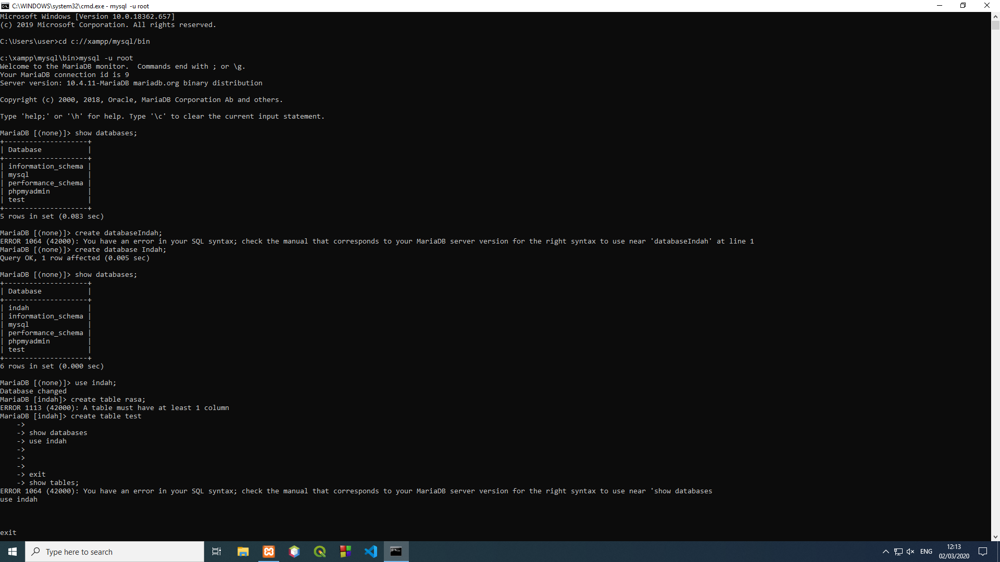 C:\WINDOWS\system32\cmd.exe - mysql -u root
Microsoft Windows [Version 10.0.18362.657]
(c) 2019 Microsoft Corporation. All rights reserved.
C:\Users\user>cd c://xampp/mysql/bin
c:\xampp\mysql\bin>mysql -u root
Welcome to the MariaDB monitor.  Commands end with ; or \g.
Your MariaDB connection id is 9
Server version: 10.4.11-MariaDB mariadb.org binary distribution
Copyright (c) 2000, 2018, Oracle, MariaDB Corporation Ab and others.
Type 'help;' or '\h' for help. Type '\c' to clear the current input statement.
MariaDB [(none)]> show databases;
+--------------------+
| Database           |
+--------------------+
| information_schema |
| mysql              |
| performance_schema |
| phpmyadmin         |
| test               |
+--------------------+
5 rows in set (0.083 sec)
MariaDB [(none)]> create databaseIndah;
ERROR 1064 (42000): You have an error in your SQL syntax; check the manual that corresponds to your MariaDB server version for the right syntax to use near 'databaseIndah' at line 1
MariaDB [(none)]> create database Indah;
Query OK, 1 row affected (0.005 sec)
MariaDB [(none)]> show databases;
+--------------------+
| Database           |
+--------------------+
| indah              |
| information_schema |
| mysql              |
| performance_schema |
| phpmyadmin         |
| test               |
+--------------------+
6 rows in set (0.000 sec)
MariaDB [(none)]> use indah;
Database changed
MariaDB [indah]> create table rasa;
ERROR 1113 (42000): A table must have at least 1 column
MariaDB [indah]> create table test
    ->
    -> show databases
    -> use indah
    ->
    ->
    ->
    -> exit
    -> show tables;
ERROR 1064 (42000): You have an error in your SQL syntax; check the manual that corresponds to your MariaDB server version for the right syntax to use near 'show databases
use indah
exit
Type here to search
ENG
12:13
02/03/2020